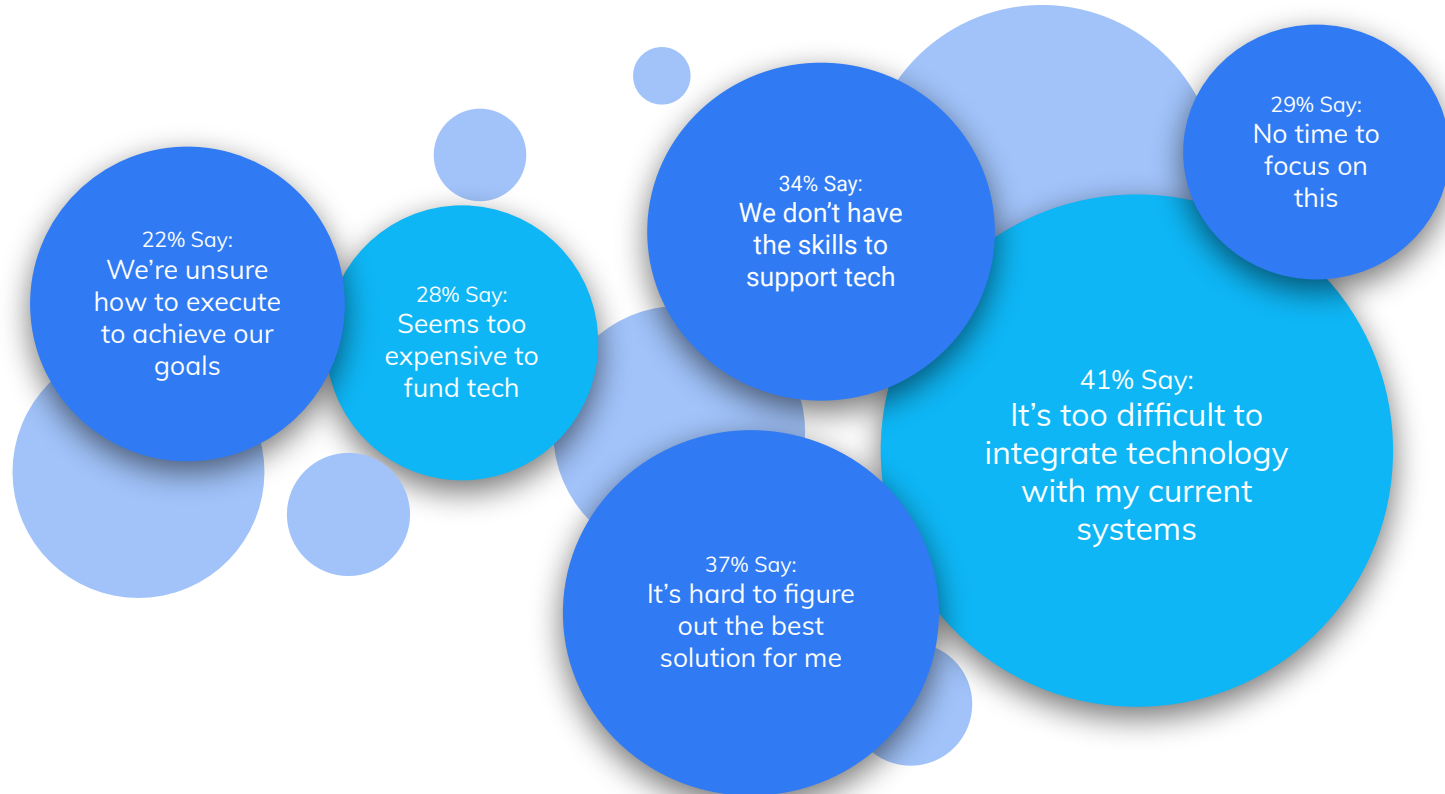 22% Say:
We’re unsure
how to execute
to achieve our
goals
28% Say:
Seems too
expensive to
fund tech
34% Say:
We don’t have
the skills to
support tech
37% Say:
It’s hard to figure
out the best
solution for me
41% Say:
It’s too difficult to
integrate technology
with my current
systems
29% Say:
No time to
focus on
this